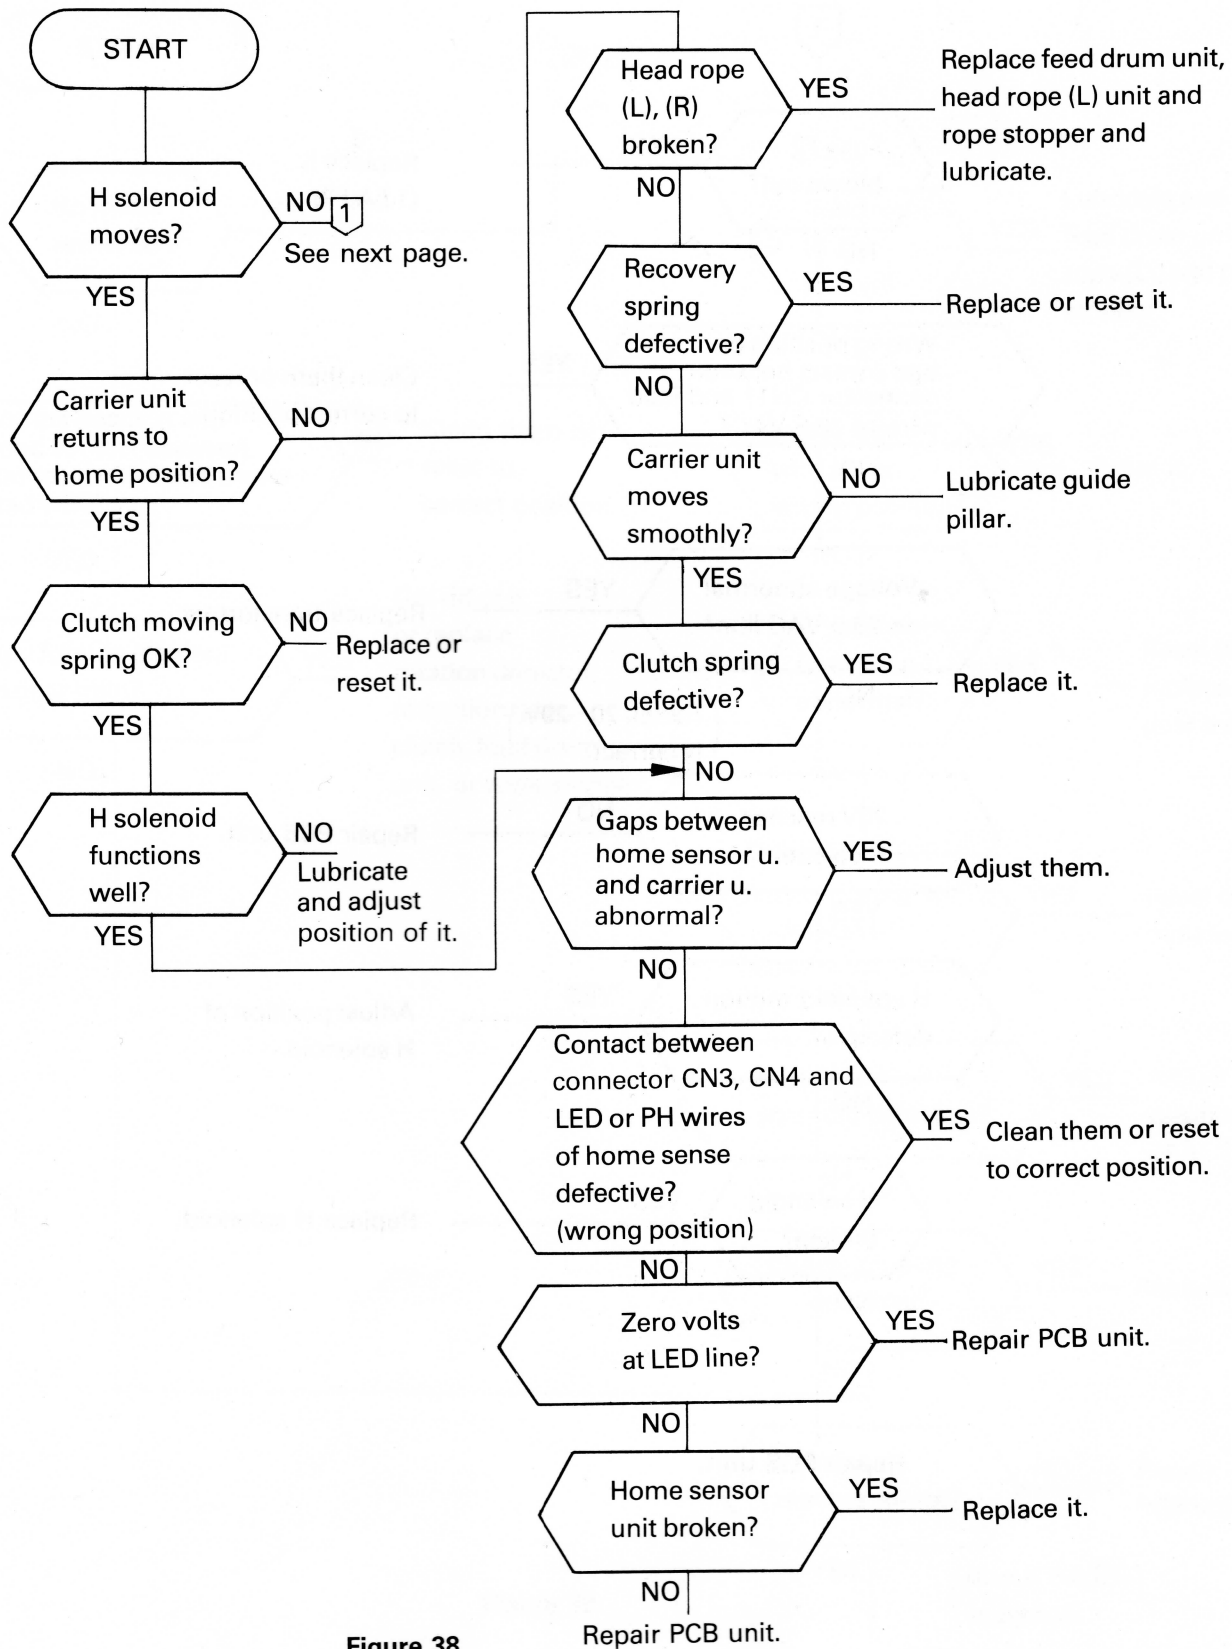 START
H solenoid
moves?
NO
1
See next page.
YES
Carrier unit
returns to
home position?
NO
YES
Clutch moving
spring OK?
NO
Replace or
reset it.
YES
H solenoid
functions
well?
NO
Lubricate
and adjust
position of it.
YES
Head rope
(L), (R)
broken?
YES
Replace feed drum unit,
head rope (L) unit and
rope stopper and
lubricate.
NO
Recovery
spring
defective?
YES
Replace or reset it.
NO
Carrier unit
moves
smoothly?
NO
Lubricate guide
pillar.
YES
Clutch spring
defective?
YES
Replace it.
NO
Gaps between
home sensor u.
and carrier u.
abnormal?
YES
Adjust them.
NO
Contact between
connector CN3, CN4 and
LED or PH wires
of home sense
defective?
(wrong position)
YES
Clean them or reset
to correct position.
NO
Zero volts
at LED line?
YES
Repair PCB unit.
NO
Home sensor
unit broken?
YES
Replace it.
NO
Repair PCB unit.
Figure 38